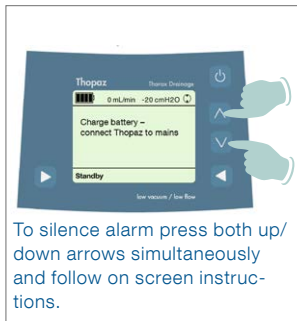 Thopaz Thorax Drainage
0 mL/min -20 cmH2O
Charge battery –
connect Thopaz to mains
Standby
low vacuum / low flow
To silence alarm press both up/
down arrows simultaneously
and follow on screen instruc-
tions.